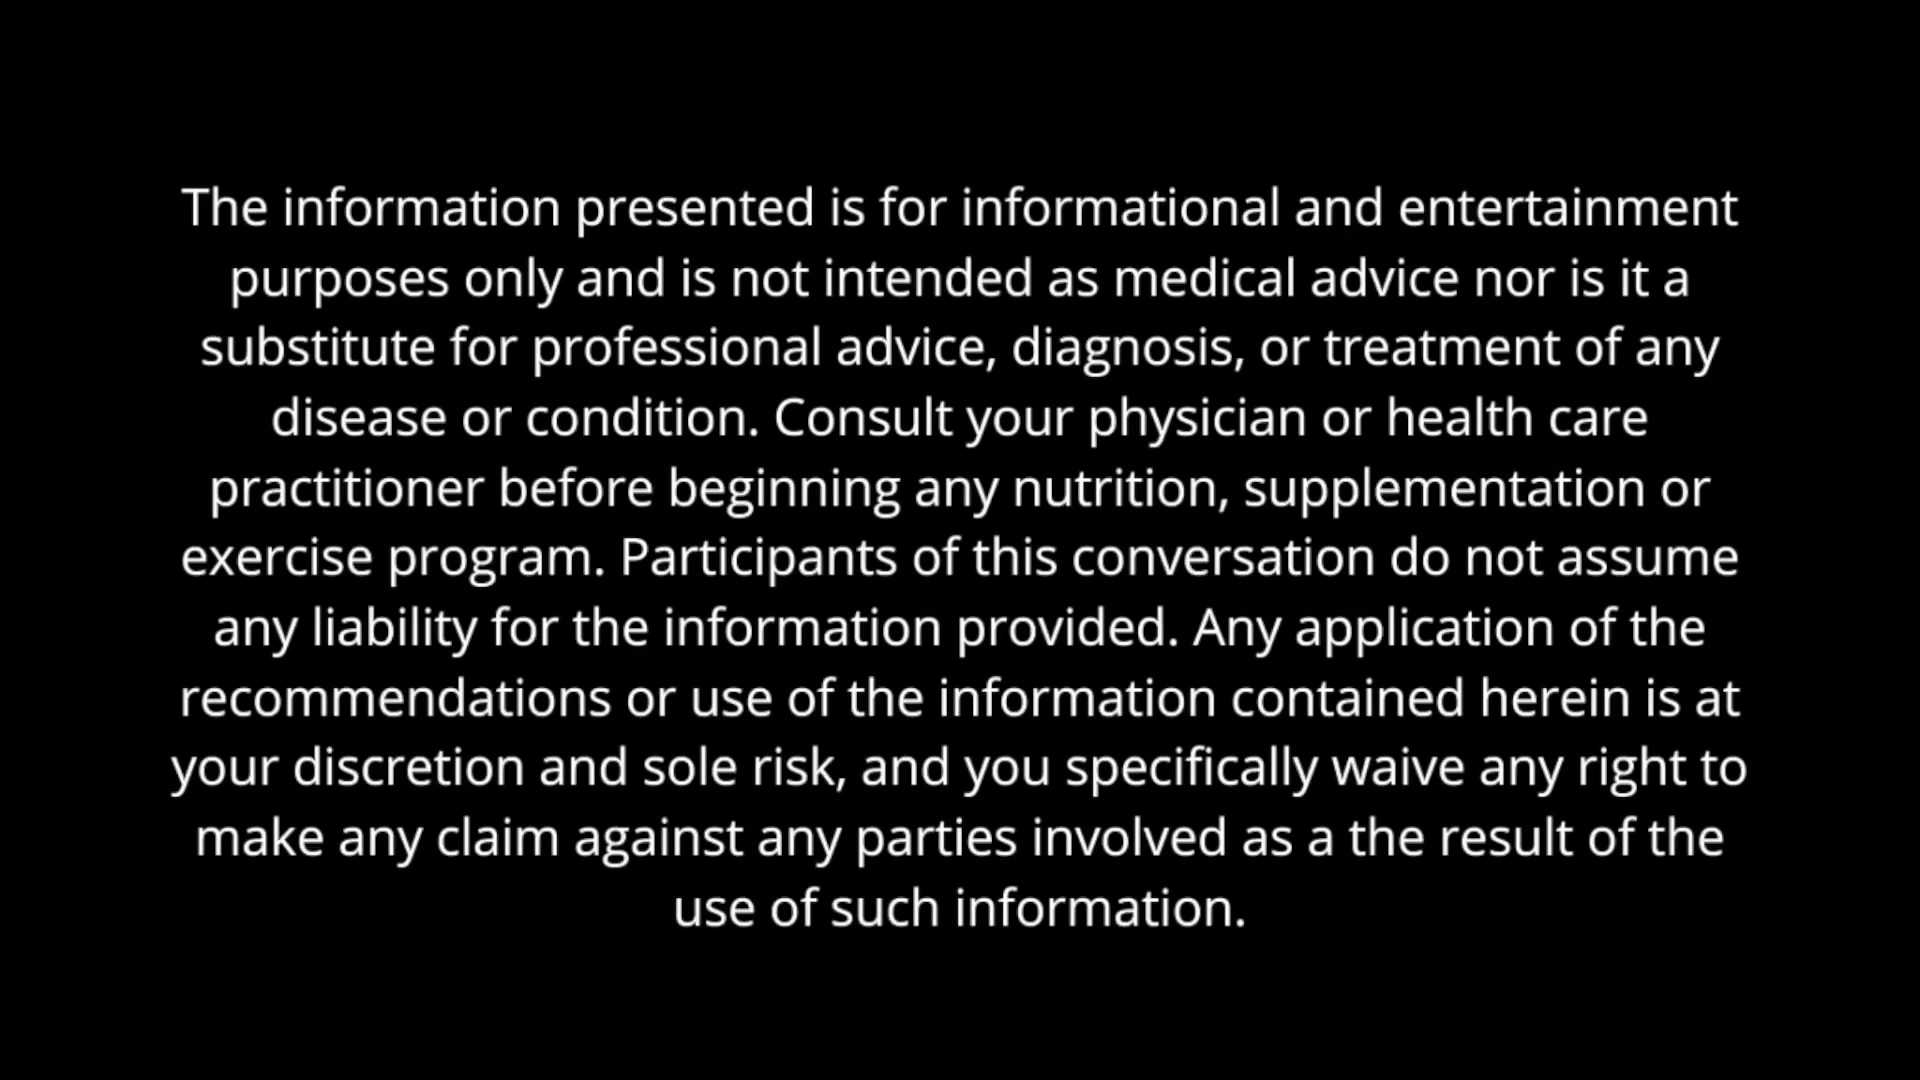 The information presented is for informational and entertainment
purposes only and is not intended as medical advice nor is it a
substitute for professional advice, diagnosis, or treatment of any
disease or condition. Consult your physician or health care
practitioner before beginning any nutrition, supplementation or
exercise program. Participants of this conversation do not assume
any liability for the information provided. Any application of the
recommendations or use of the information contained herein is at
your discretion and sole risk, and you specifically waive any right to
make any claim against any parties involved as a the result of the
use of such information.